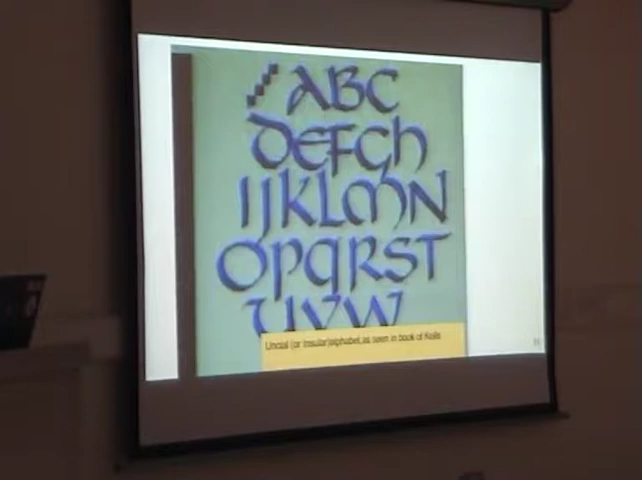 ABC
DEFGH
IJKLMN
OPQRST
UVW
Uncial (or Insular)alphabet,as seen in book of Kells